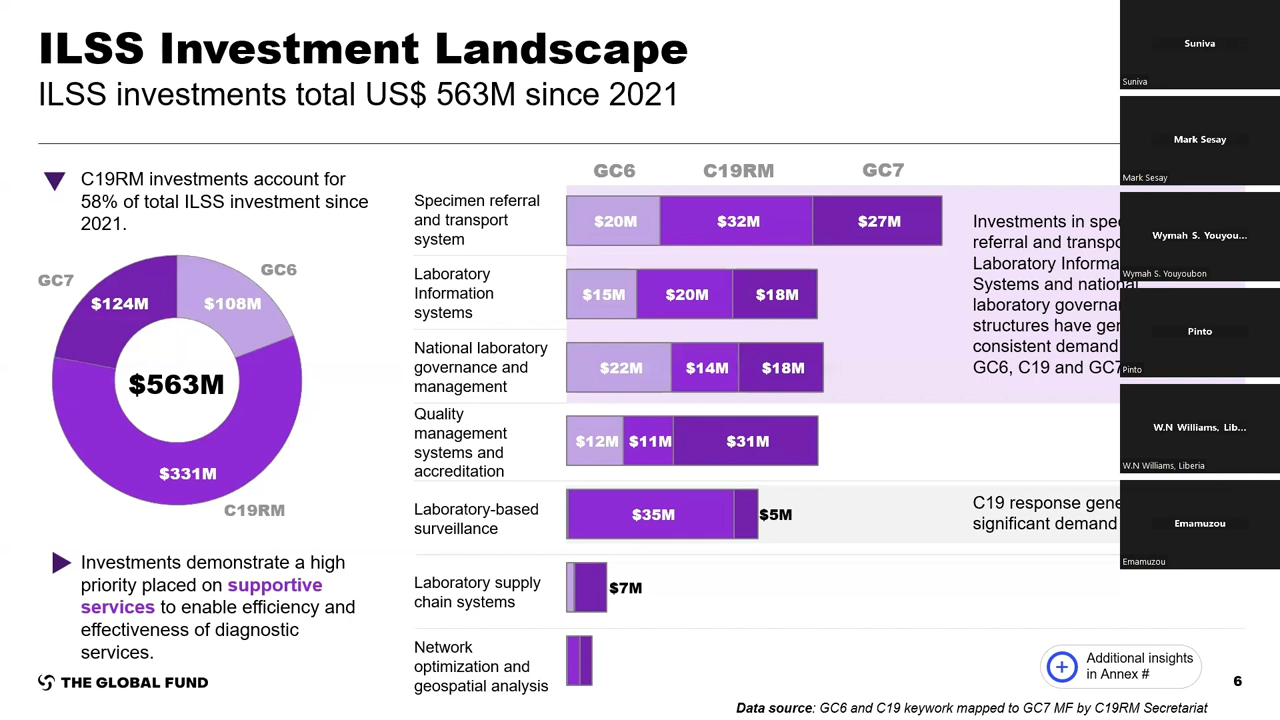 ILSS Investment Landscape
ILSS investments total US$ 563M since 2021
C19RM investments account for
58% of total ILSS investment since
2021.
GC7
GC6
$124M
$108M
$563M
$331M
C19RM
Investments demonstrate a high
priority placed on supportive
services to enable efficiency and
effectiveness of diagnostic
services.
THE GLOBAL FUND
GC6
C19RM
GC7
Specimen referral
and transport
system
$20M
$32M
$27M
Laboratory
Information
systems
$15M
$20M
$18M
National laboratory
governance and
management
$22M
$14M
$18M
Quality
management
systems and
accreditation
$12M
$11M
$31M
Laboratory-based
surveillance
$35M
$5M
Laboratory supply
chain systems
$7M
Network
optimization and
geospatial analysis
Investments in
referral and
Laboratory
Systems and national
laboratory
structures have
consistent demand
GC6, C19 and GC7
C19 response
significant demand
Additional insights
in Annex #
6
Data source: GC6 and C19 keywork mapped to GC7 MF by C19RM Secretariat
Suniva
Suniva
Mark Sesay
Mark Sesay
Wymah S. Youyou...
Wymah S. Youyoubon
Pinto
Pinto
W.N Williams, Lib...
W.N Williams, Liberia
Emamuzou
Emamuzou